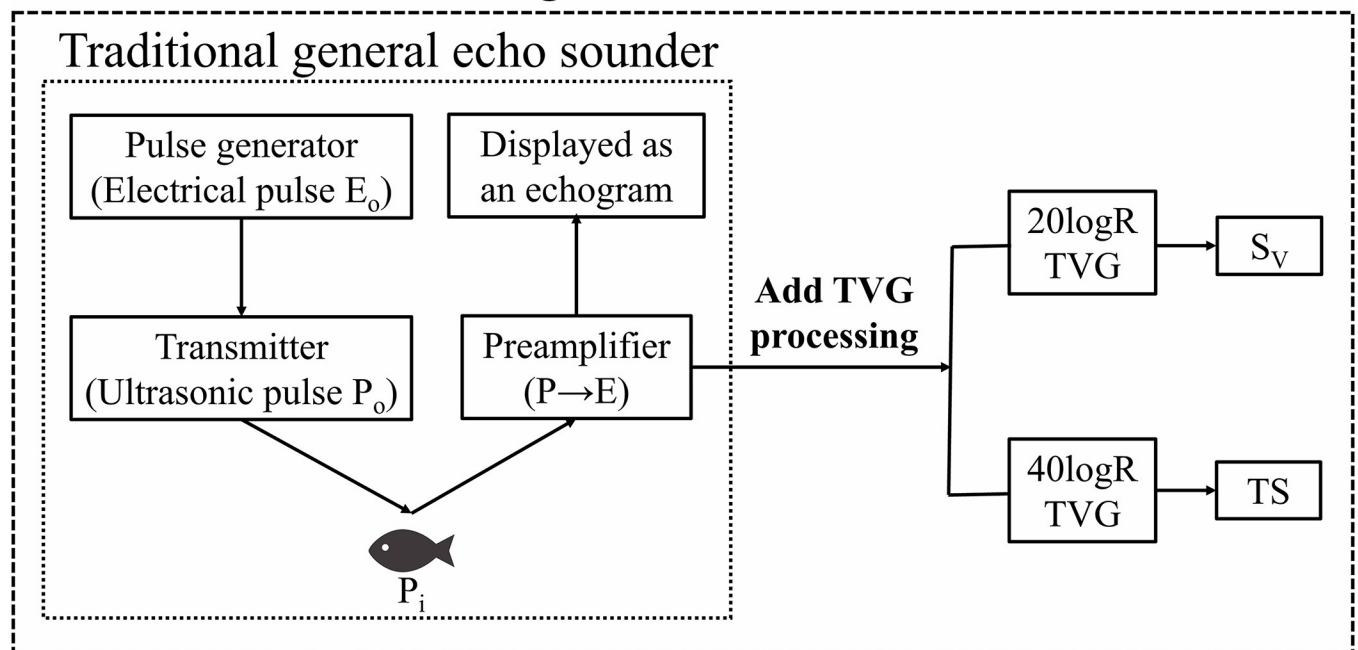 Traditional general echo sounder
Pulse generator
(Electrical pulse Eₒ)
Displayed as
an echogram
Transmitter
(Ultrasonic pulse Pₒ)
Preamplifier
(P→E)
Pᵢ
Add TVG
processing
20logR
TVG
Sᵥ
40logR
TVG
TS